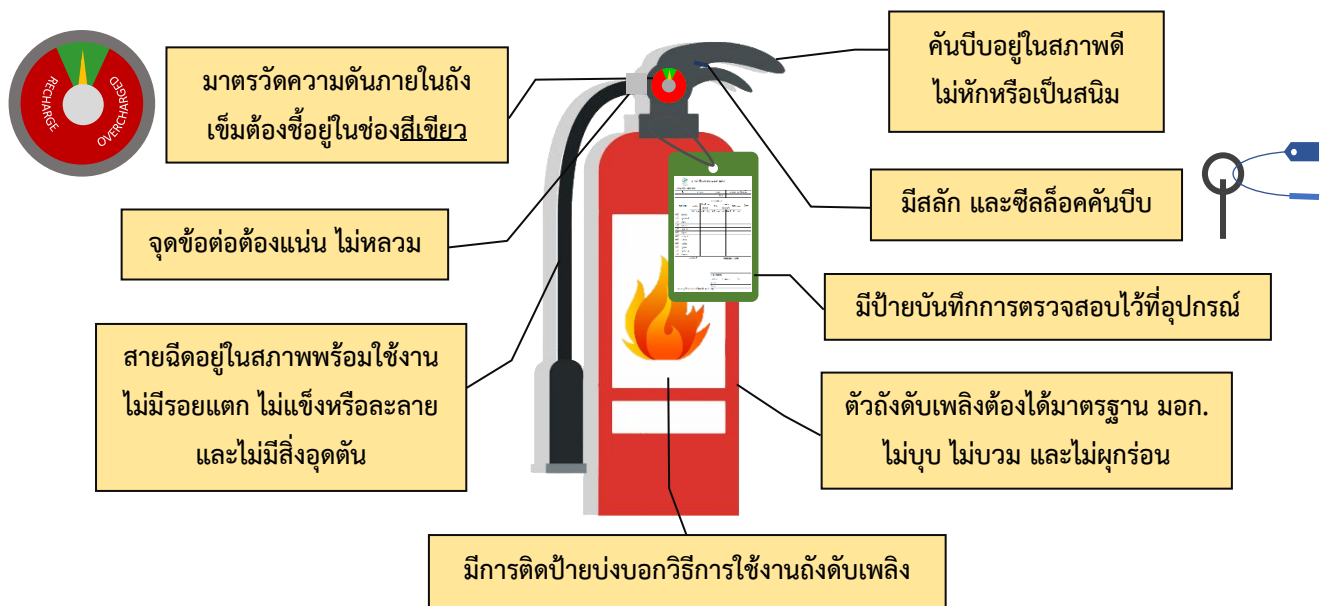 RECHARGE
OVERCHARGED
มาตรวัดความดันภายในถัง
เข็มต้องชี้อยู่ในช่องสีเขียว
คันบีบอยู่ในสภาพดี
ไม่หักหรือเป็นสนิม
มีสลัก และซีลล็อคคันบีบ
จุดข้อต่อต้องแน่น ไม่หลวม
มีป้ายบันทึกการตรวจสอบไว้ที่อุปกรณ์
สายฉีดอยู่ในสภาพพร้อมใช้งาน
ไม่มีรอยแตก ไม่แข็งหรือละลาย
และไม่มีสิ่งอุดตัน
ตัวถังดับเพลิงต้องได้มาตรฐาน มอก.
ไม่บุบ ไม่บวม และไม่ผุกร่อน
มีการติดป้ายบ่งบอกวิธีการใช้งานถังดับเพลิง